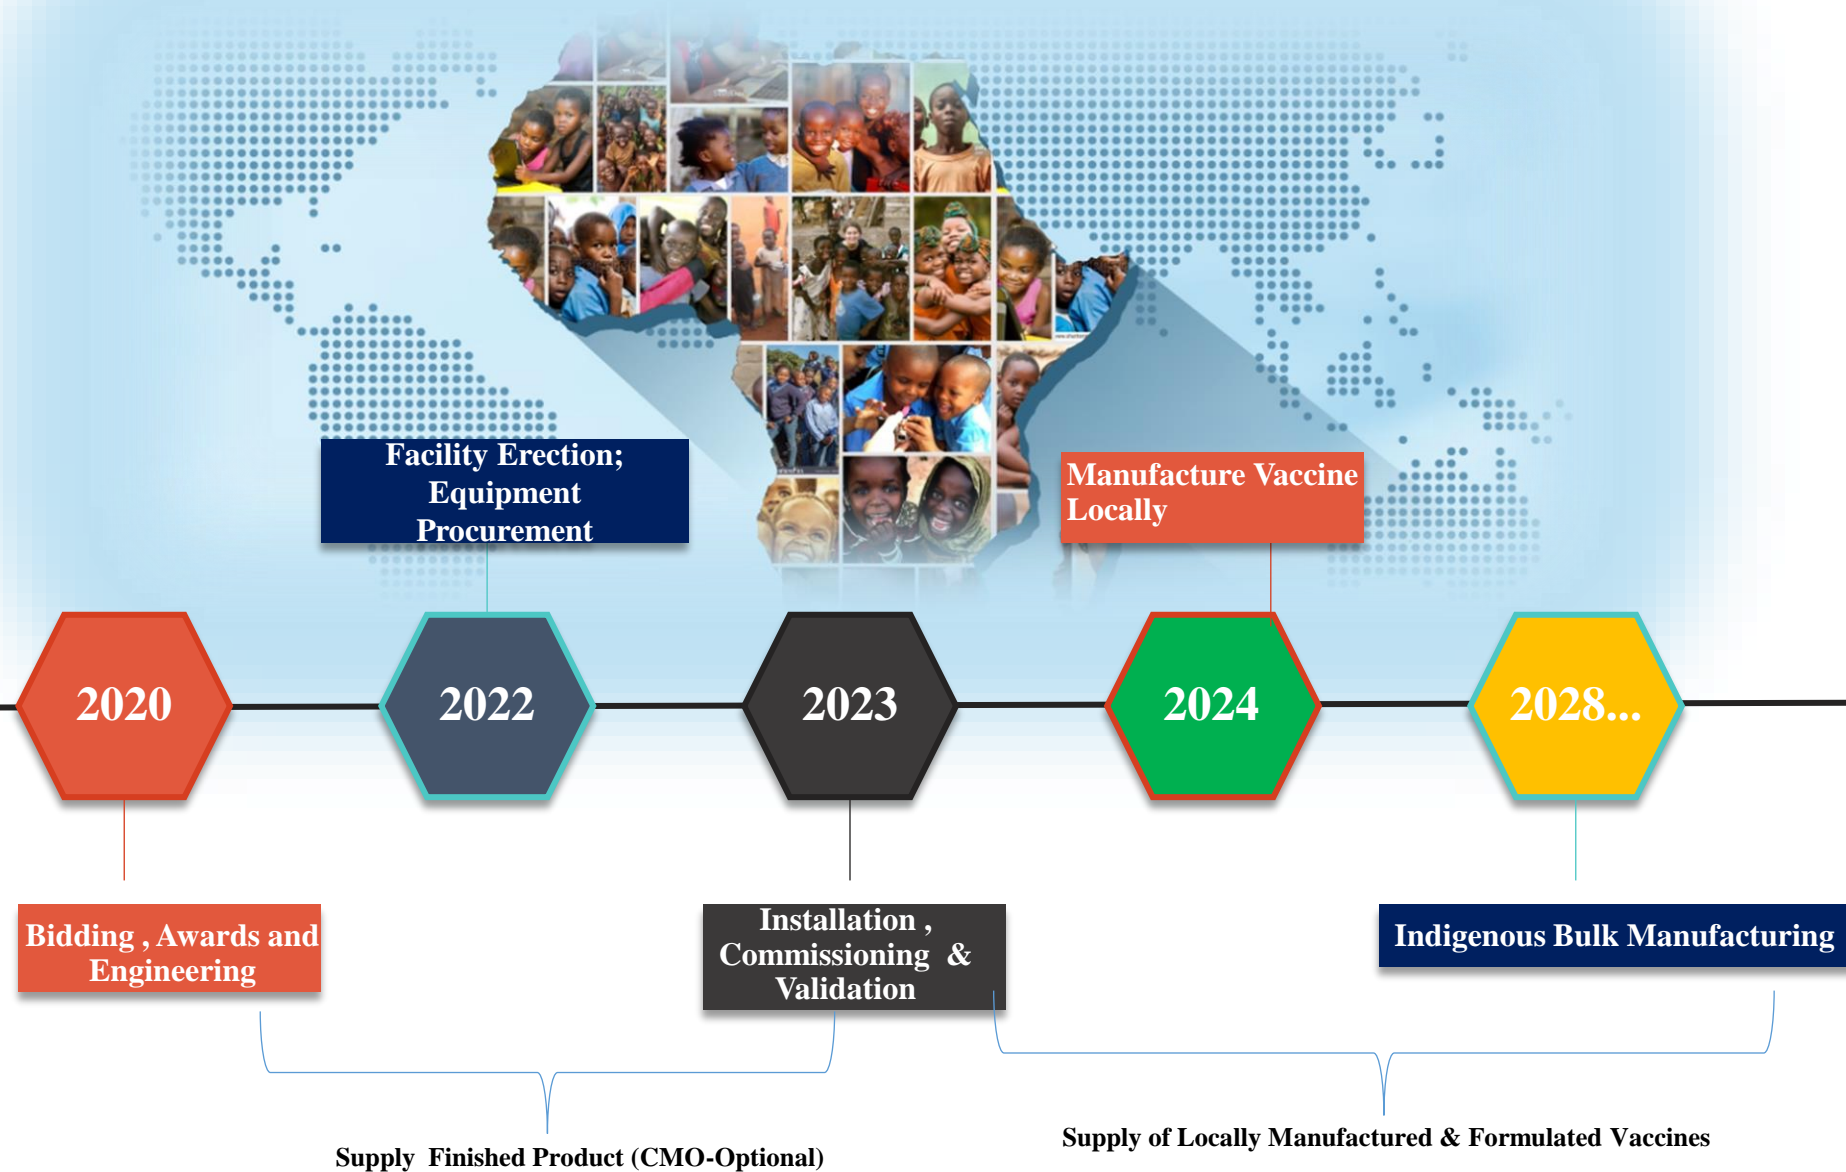 Facility Erection;
Equipment
Procurement
Manufacture Vaccine
Locally
2020
2022
2023
2024
2028...
Bidding , Awards and
Engineering
Installation ,
Commissioning &
Validation
Indigenous Bulk Manufacturing
Supply Finished Product (CMO-Optional)
Supply of Locally Manufactured & Formulated Vaccines